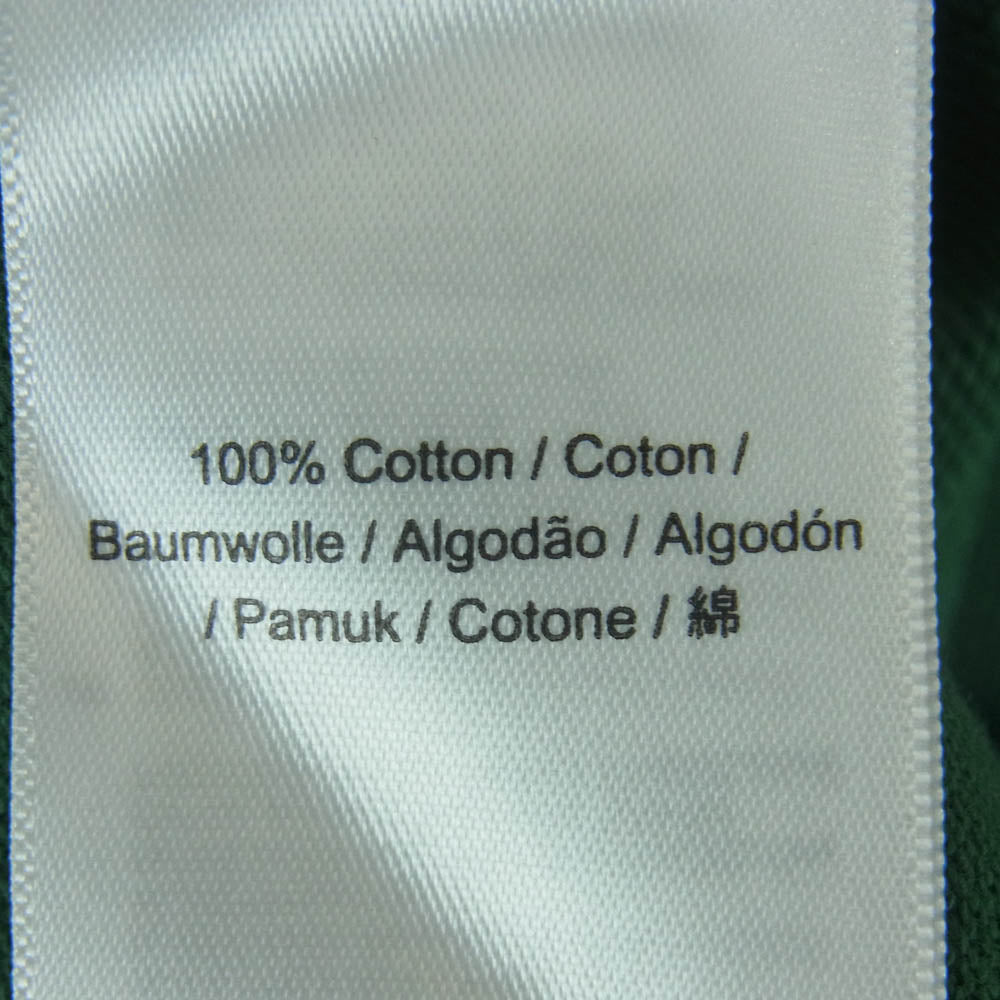 100% Cotton / Coton /
Baumwolle / Algodão / Algodón
/ Pamuk / Cotone / 綿